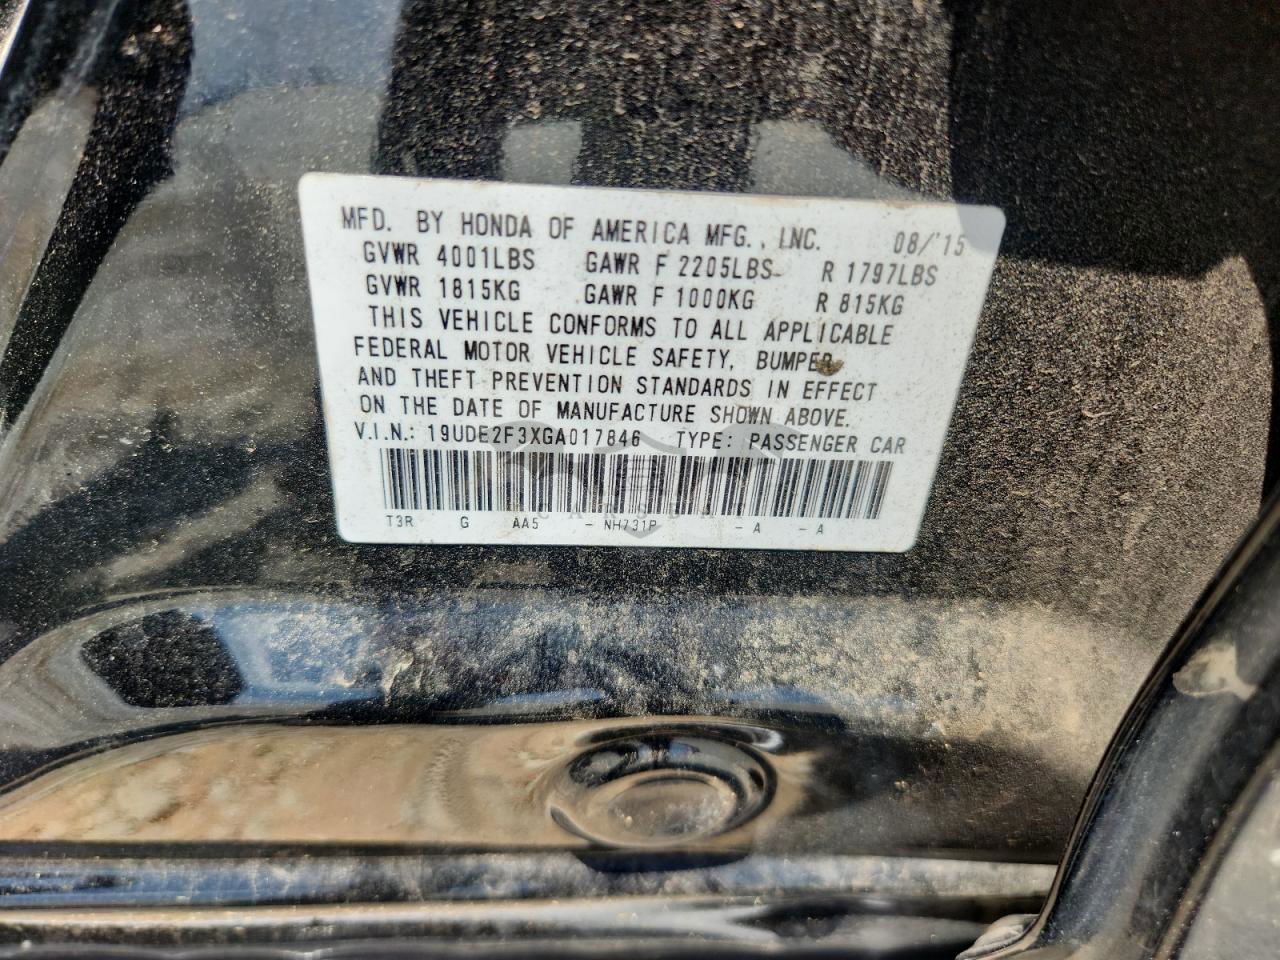 MFD. BY HONDA OF AMERICA MFG., INC. 08/'15
GVWR 4001LBS GAWR F 2205LBS R 1797LBS
GVWR 1815KG GAWR F 1000KG R 815KG
THIS VEHICLE CONFORMS TO ALL APPLICABLE
FEDERAL MOTOR VEHICLE SAFETY, BUMPER
AND THEFT PREVENTION STANDARDS IN EFFECT
ON THE DATE OF MANUFACTURE SHOWN ABOVE.
V.I.N.: 19UDE2F3XGA017846 TYPE: PASSENGER CAR
T3R G AA5 - NH731P - A - A